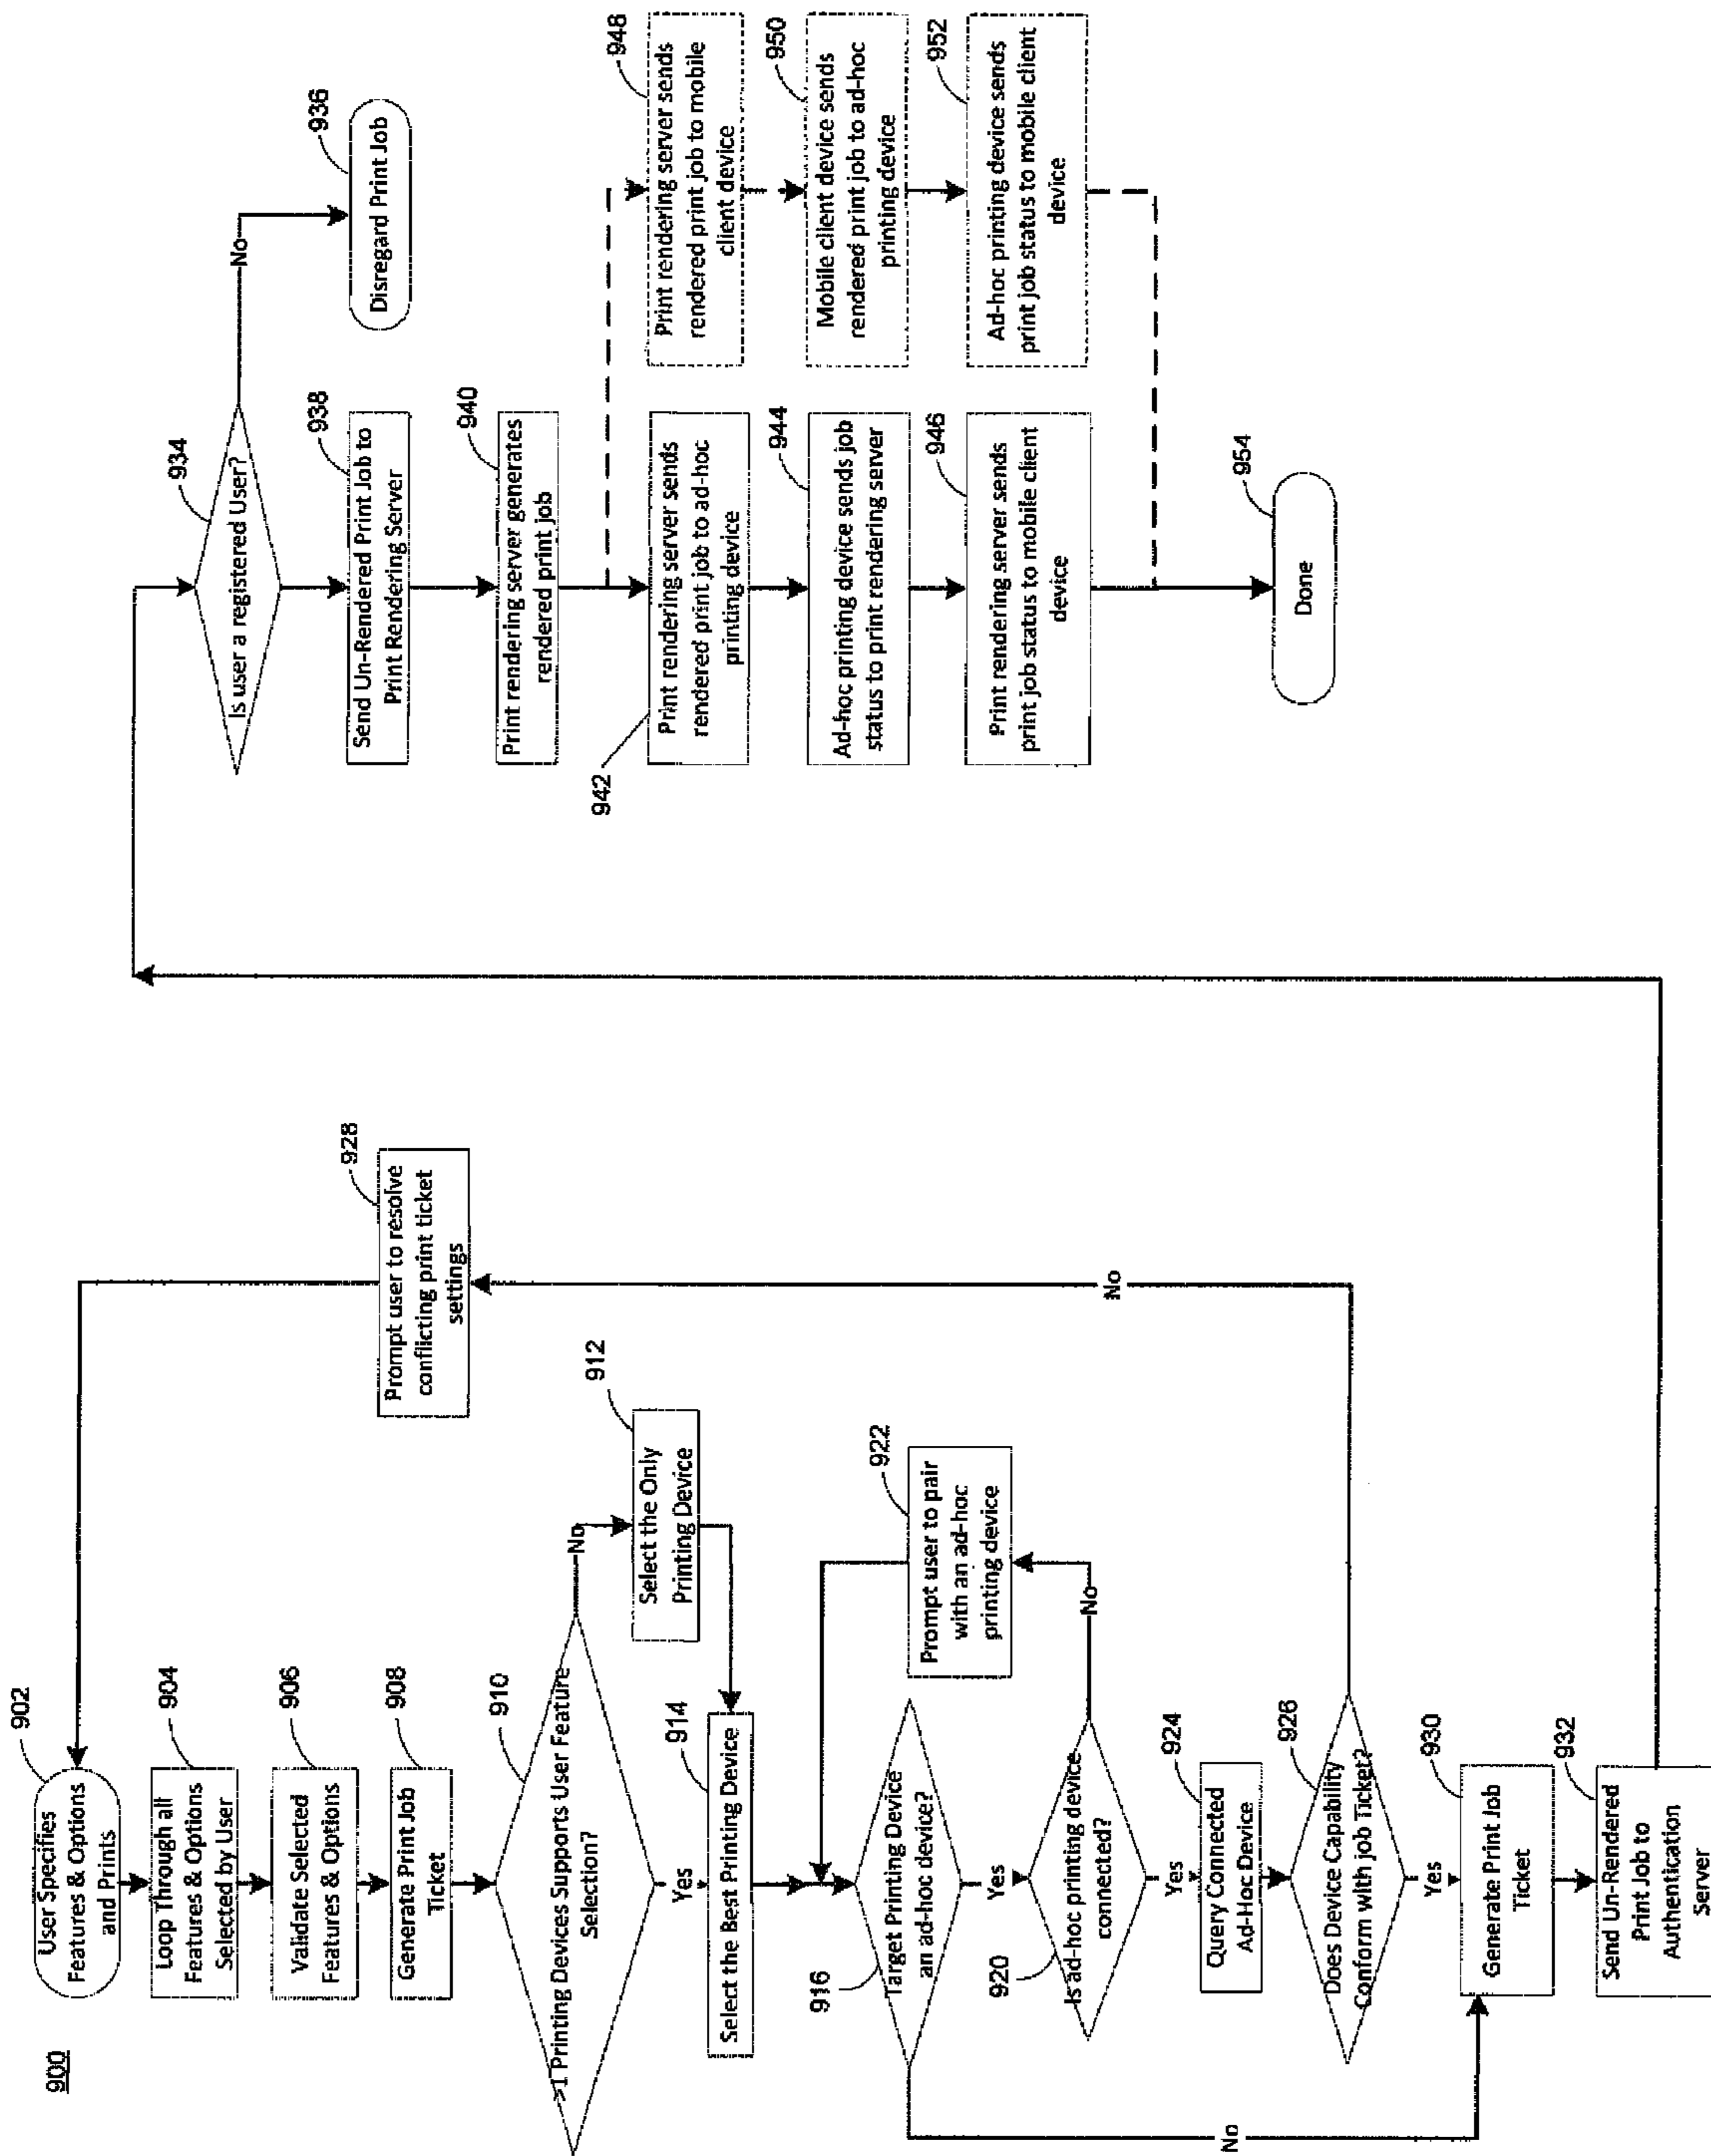 900
902
User Specifies
Features & Options
and Prints
904
Loop Through all
Features & Options
Selected by User
906
Validate Selected
Features & Options
908
Generate Print Job
Ticket
910
>1 Printing Devices Supports User Feature
Selection?
No
912
Select the Only
Printing Device
Yes
914
Select the Best Printing Device
916
Target Printing Device
an ad-hoc device?
Yes
No
920
Is ad-hoc printing device
connected?
No
922
Prompt user to pair
with an ad-hoc
printing device
Yes
924
Query Connected
Ad-Hoc Device
926
Does Device Capability
Conform with job Ticket?
No
928
Prompt user to resolve
conflicting print ticket
settings
Yes
930
Generate Print Job
Ticket
932
Send Un-Rendered
Print Job to
Authentication
Server
934
Is user a registered User?
No
936
Disregard Print Job
938
Send Un-Rendered Print Job to
Print Rendering Server
940
Print rendering server generates
rendered print job
942
Print rendering server sends
rendered print job to ad-hoc
printing device
944
Ad-hoc printing device sends job
status to print rendering server
946
Print rendering server sends
print job status to mobile client
device
948
Print rendering server sends
rendered print job to mobile
client device
950
Mobile client device sends
rendered print job to ad-hoc
printing device
952
Ad-hoc printing device sends
print job status to mobile client
device
954
Done